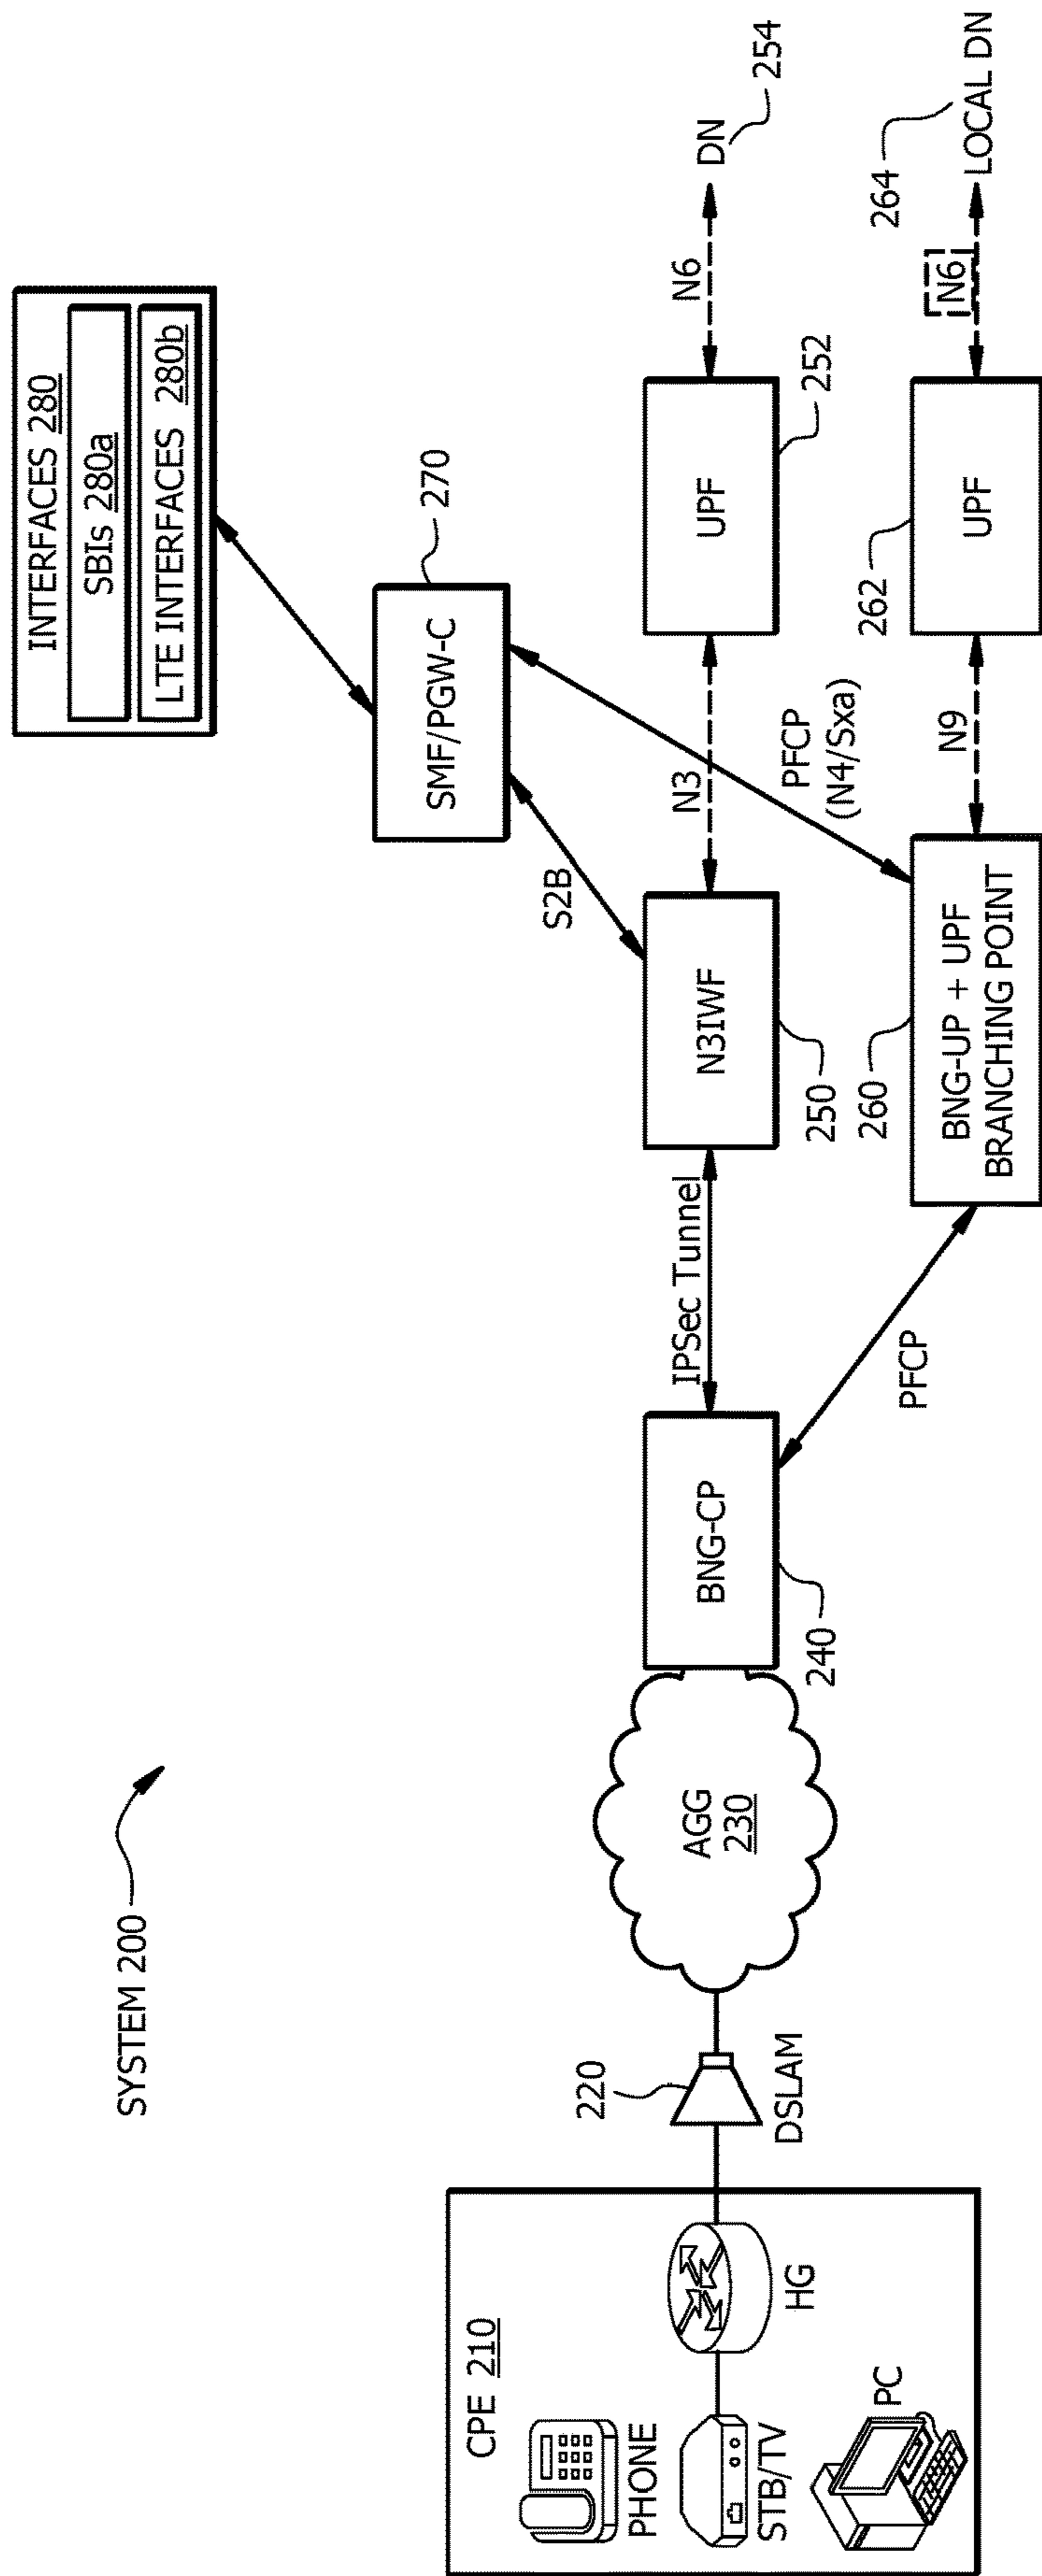 SYSTEM 200
INTERFACES 280
SBIs 280a
LTE INTERFACES 280b
SMF/PGW-C
270
S2B
PFCP
(N4/Sxa)
CPE 210
PHONE
STB/TV
PC
HG
220
DSLAM
AGG
230
BNG-CP
240
IPSec Tunnel
N3IWF
250
N3
UPF
252
N6
DN
254
PFCP
260
BNG-UP + UPF
BRANCHING POINT
N9
262
UPF
N6
264
LOCAL DN